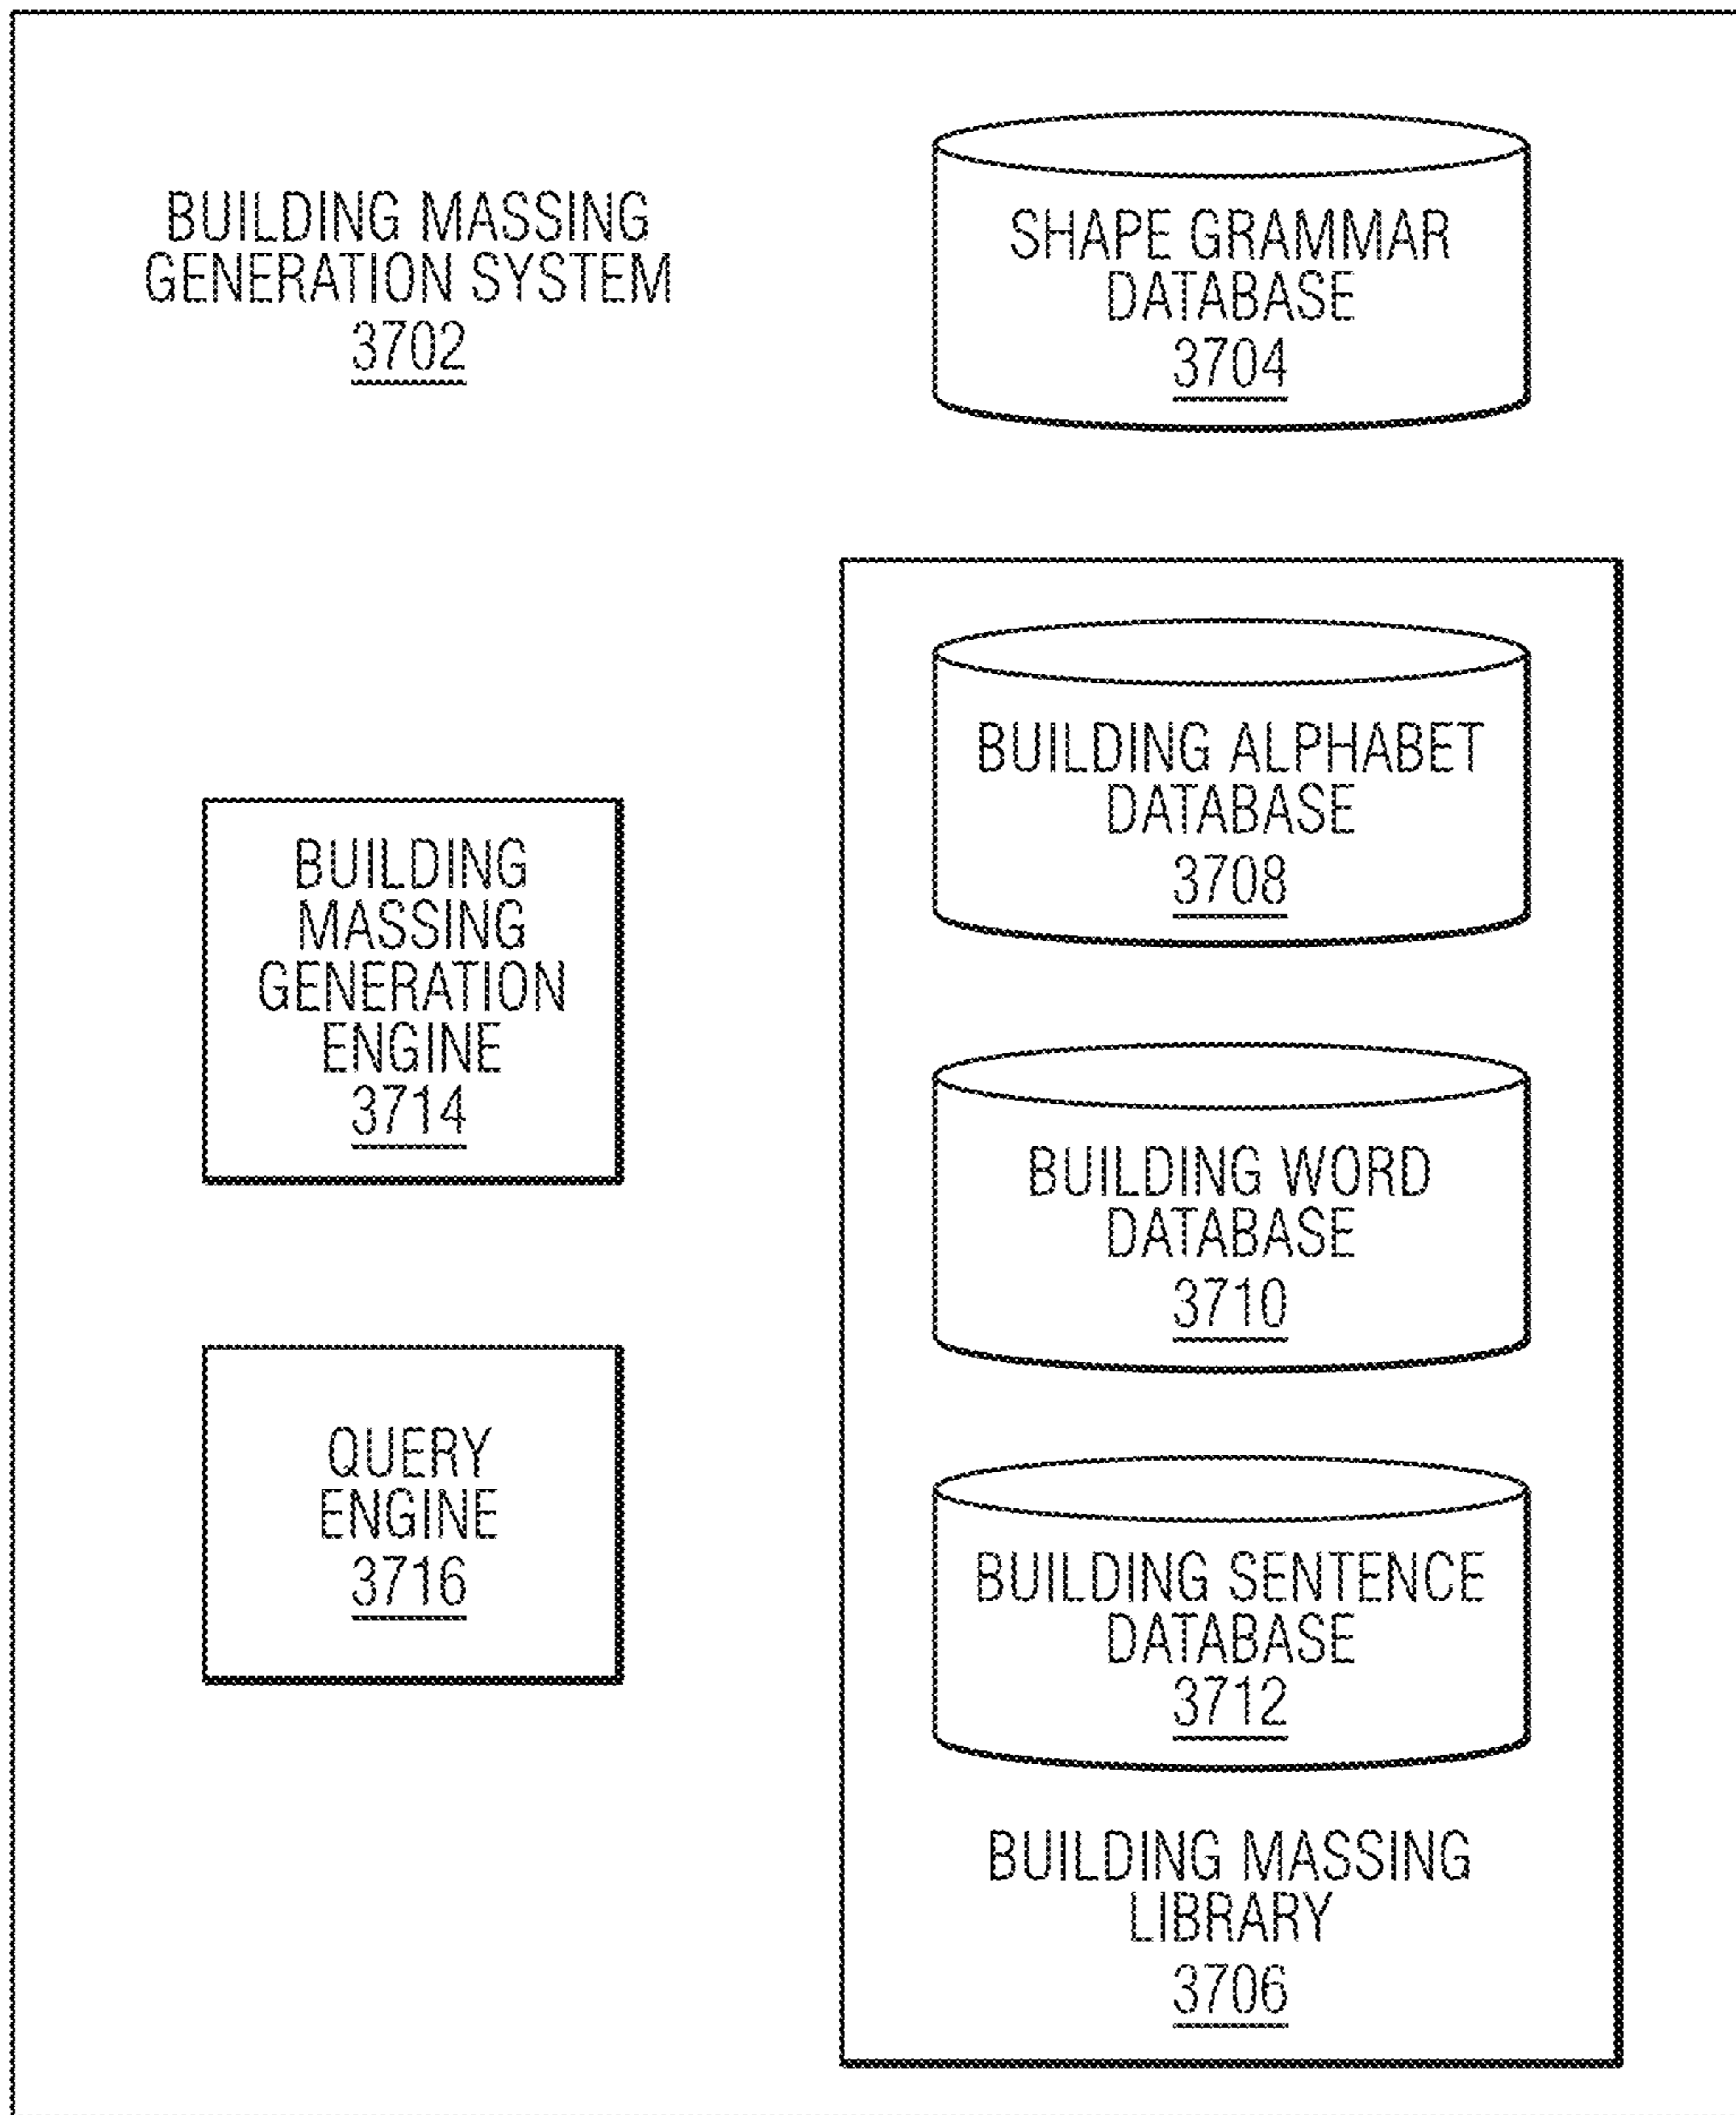 BUILDING MASSING
GENERATION SYSTEM
3702
SHAPE GRAMMAR
DATABASE
3704
BUILDING
MASSING
GENERATION
ENGINE
3714
QUERY
ENGINE
3716
BUILDING ALPHABET
DATABASE
3708
BUILDING WORD
DATABASE
3710
BUILDING SENTENCE
DATABASE
3712
BUILDING MASSING
LIBRARY
3706